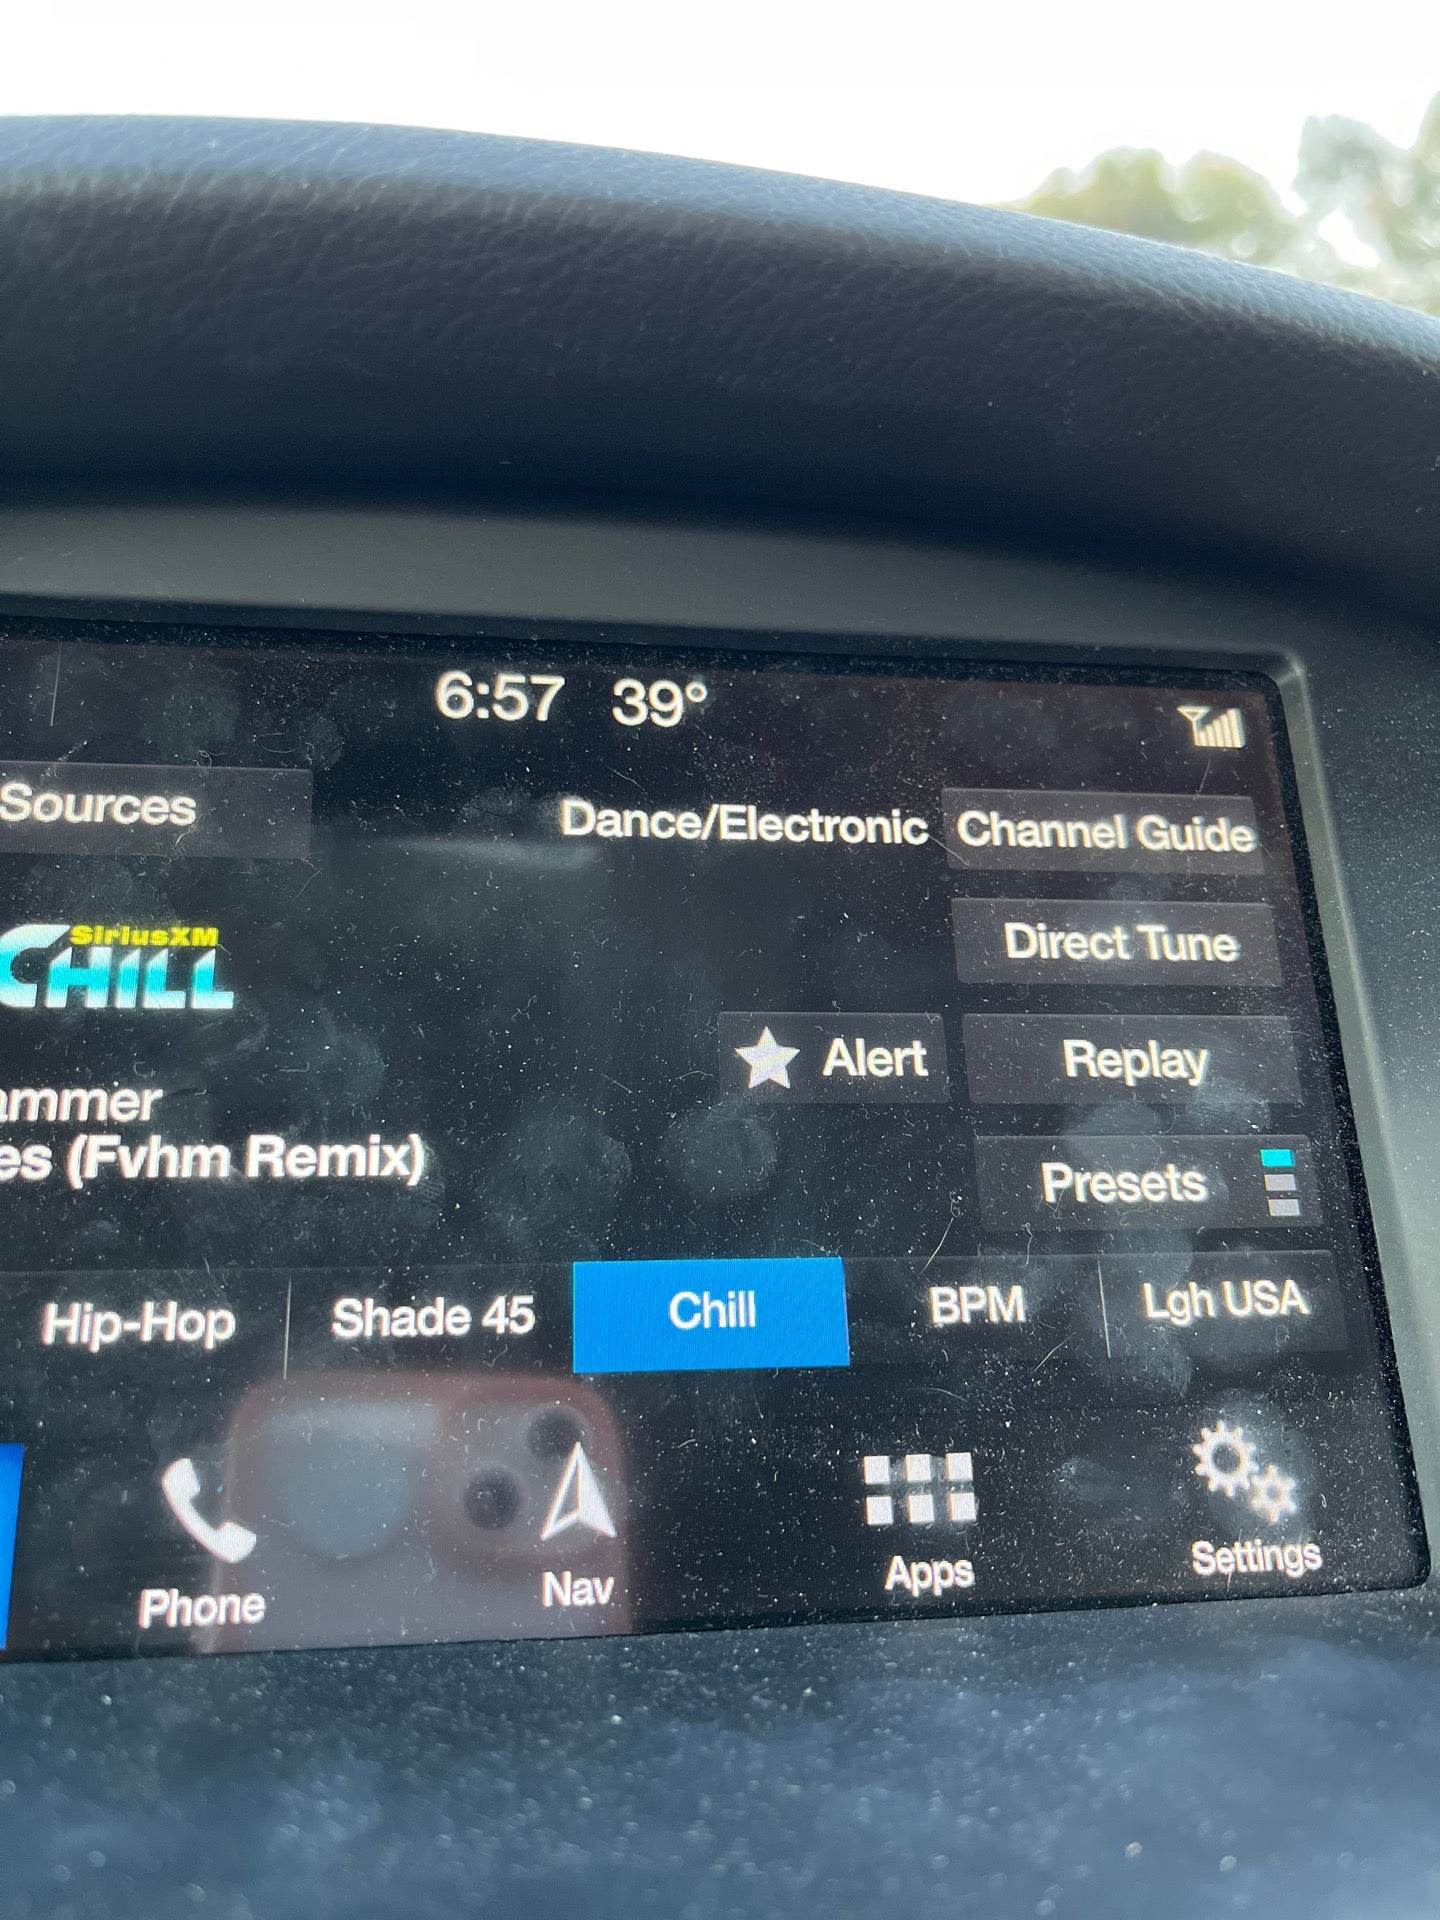 6:57 39°
Sources
Dance/Electronic
Channel Guide
SiriusXM
CHILL
Direct Tune
Alert
Replay
ammer
es (Fvhm Remix)
Presets
Hip-Hop
Shade 45
Chill
BPM
Lgh USA
Phone
Nav
Apps
Settings